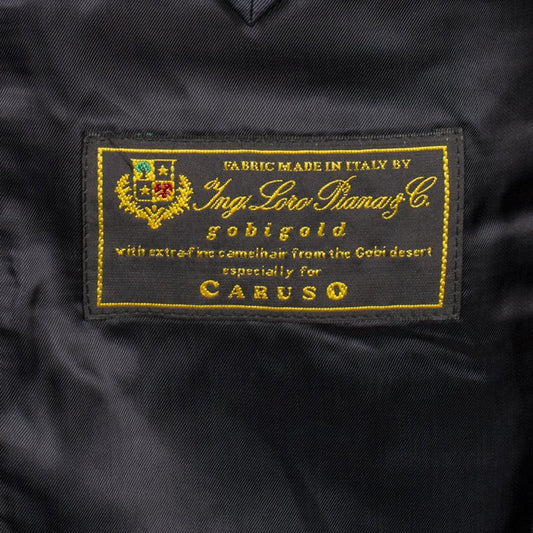 FABRIC MADE IN ITALY BY
Ing. Loro Piana & C.
gobigold
with extra-fine camelhair from the Gobi desert
especially for
CARUSO